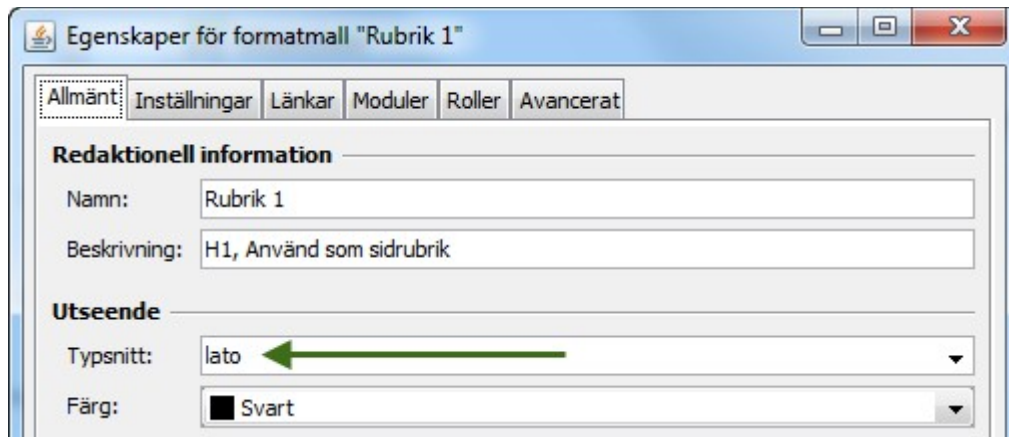 Egenskaper för formatmall "Rubrik 1"
Allmänt Inställningar Länkar Moduler Roller Avancerat
Redaktionell information
Namn: Rubrik 1
Beskrivning: H1, Använd som sidrubrik
Utseende
Typsnitt: lato
Färg: Svart